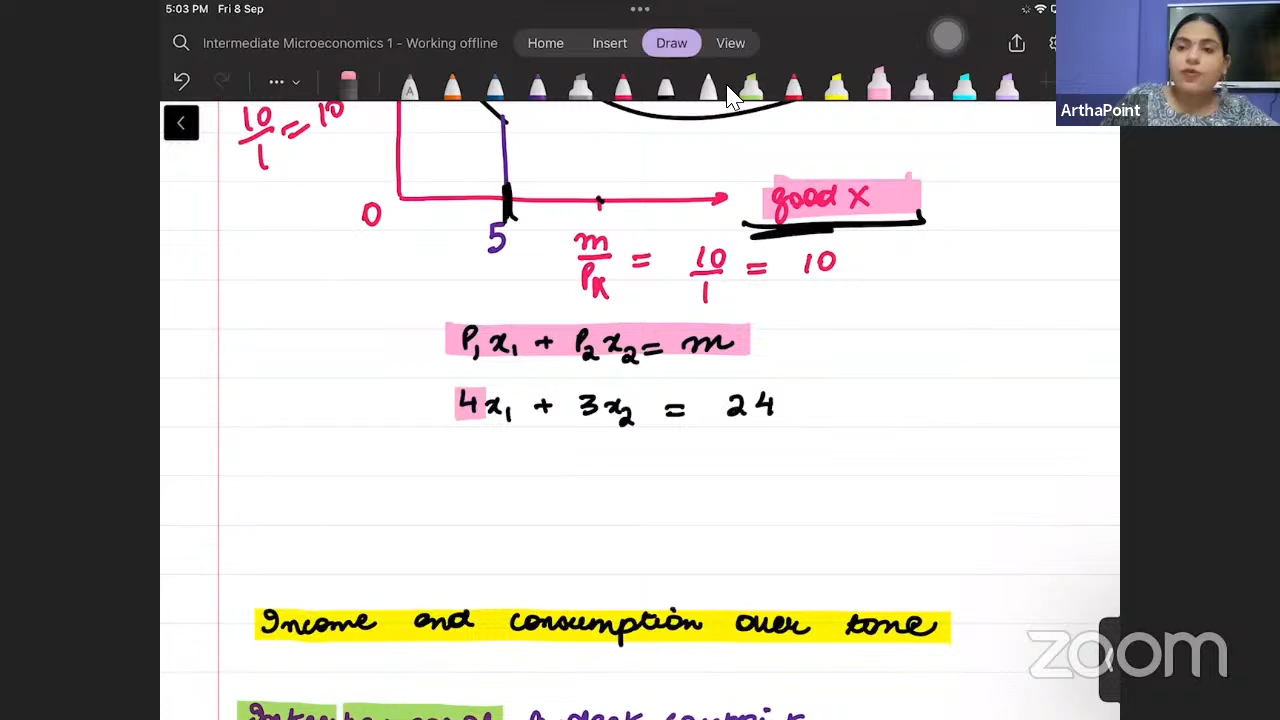 5:03 PM Fri 8 Sep
Intermediate Microeconomics 1 - Working offline Home Insert Draw View
A
ArthaPoint
10/1 = 10
0
5
good X
m/Px = 10/1 = 10
P₁x₁ + P₂x₂ = m
4x₁ + 3x₂ = 24
Income and consumption over tome
zoom